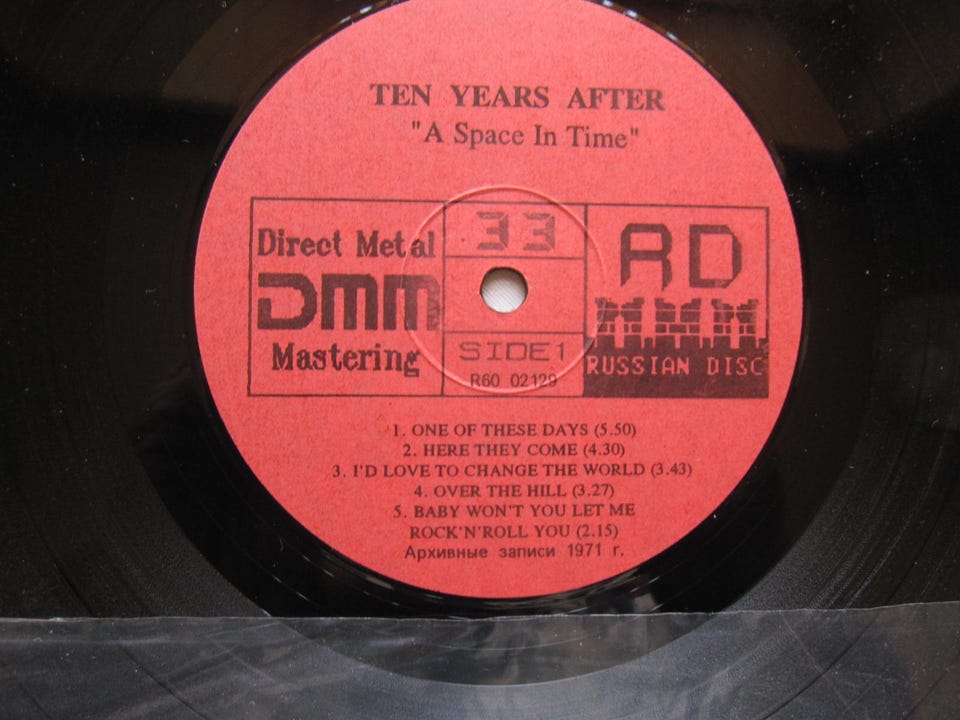 TEN YEARS AFTER
"A Space In Time"
Direct Metal
DMM
Mastering
33
SIDE1
R60 02129
RD
RUSSIAN DISC
1. ONE OF THESE DAYS (5.50)
2. HERE THEY COME (4.30)
3. I'D LOVE TO CHANGE THE WORLD (3.43)
4. OVER THE HILL (3.27)
5. BABY WON'T YOU LET ME
ROCK'N'ROLL YOU (2.15)
Архивные записи 1971 г.